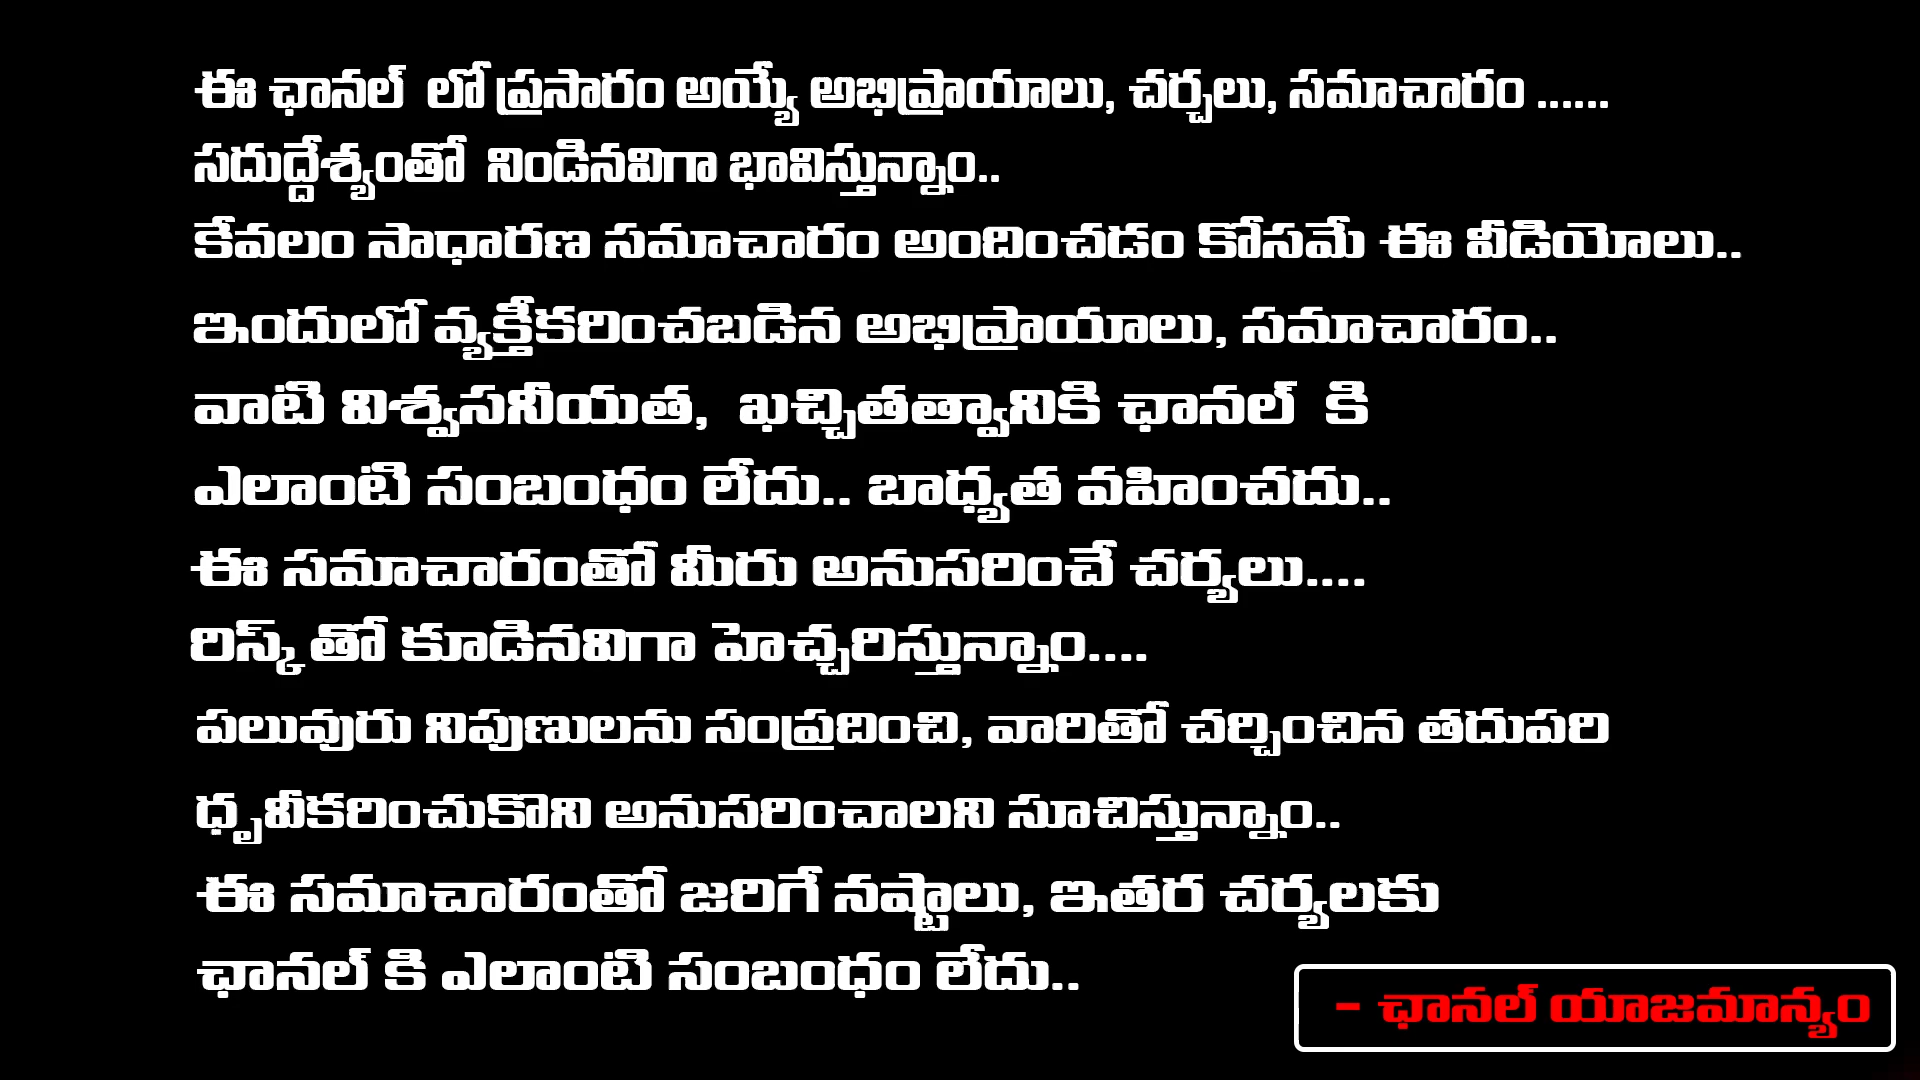 ఈ ఛానల్ లో ప్రసారం అయ్యే అభిప్రాయాలు, చర్చలు, సమాచారం ......
సదుద్దేశ్యంతో నిండినవిగా భావిస్తున్నాం..
కేవలం సాధారణ సమాచారం అందించడం కోసమే ఈ వీడియోలు..
ఇందులో వ్యక్తీకరించబడిన అభిప్రాయాలు, సమాచారం..
వాటి విశ్వసనీయత, ఖచ్చితత్వానికి ఛానల్ కి
ఎలాంటి సంబంధం లేదు.. బాధ్యత వహించదు..
ఈ సమాచారంతో మీరు అనుసరించే చర్యలు....
రిస్క్ తో కూడినవిగా హెచ్చరిస్తున్నాం....
పలువురు నిపుణులను సంప్రదించి, వారితో చర్చించిన తదుపరి
ధృవీకరించుకొని అనుసరించాలని సూచిస్తున్నాం..
ఈ సమాచారంతో జరిగే నష్టాలు, ఇతర చర్యలకు
ఛానల్ కి ఎలాంటి సంబంధం లేదు..
- ఛానల్ యాజమాన్యం